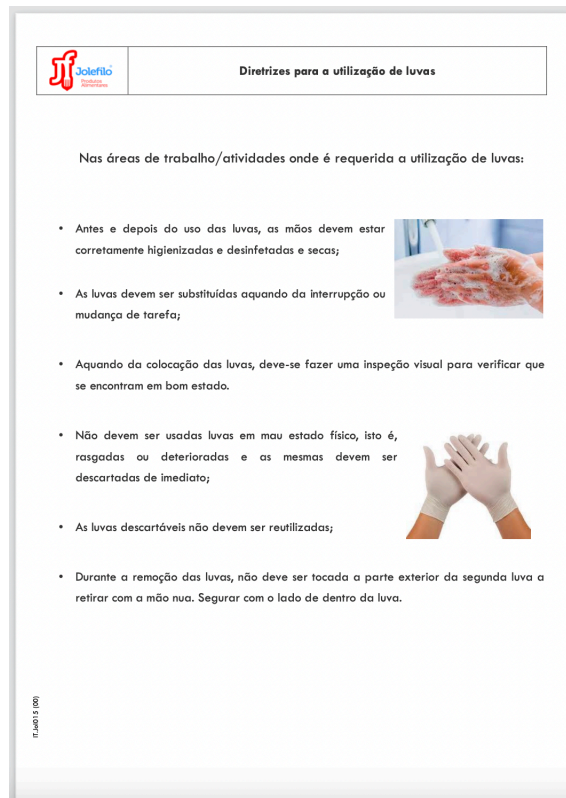 Jolefilo®
Produtos
Alimentares
Diretrizes para a utilização de luvas
Nas áreas de trabalho/atividades onde é requerida a utilização de luvas:
• Antes e depois do uso das luvas, as mãos devem estar
corretamente higienizadas e desinfetadas e secas;
• As luvas devem ser substituídas aquando da interrupção ou
mudança de tarefa;
• Aquando da colocação das luvas, deve-se fazer uma inspeção visual para verificar que
se encontram em bom estado.
• Não devem ser usadas luvas em mau estado físico, isto é,
rasgadas ou deterioradas e as mesmas devem ser
descartadas de imediato;
• As luvas descartáveis não devem ser reutilizadas;
• Durante a remoção das luvas, não deve ser tocada a parte exterior da segunda luva a
retirar com a mão nua. Segurar com o lado de dentro da luva.
IT.Jol015 (00)